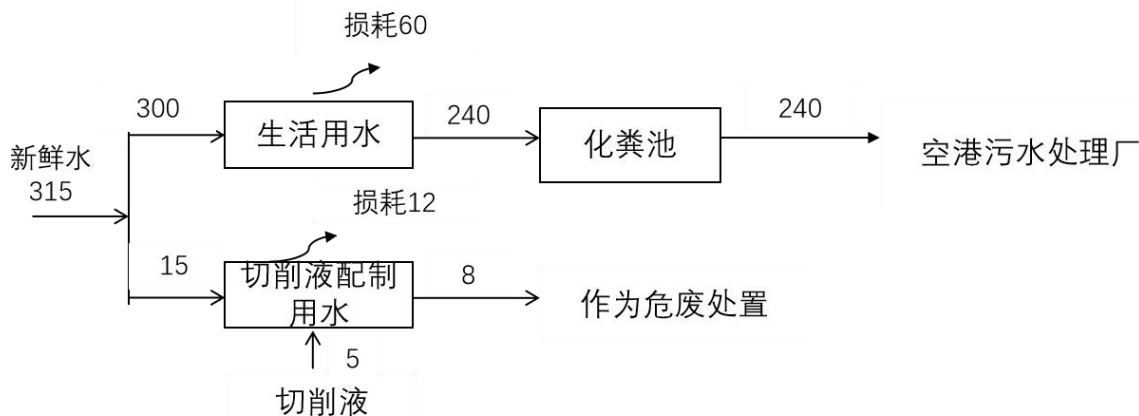 损耗60
300
生活用水
240
化粪池
240
空港污水处理厂
新鲜水
315
损耗12
15
切削液配制
用水
8
作为危废处置
5
切削液